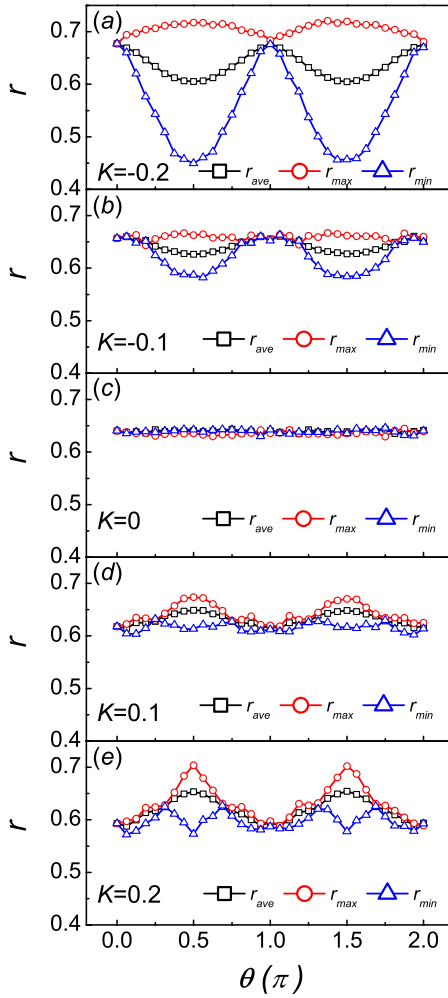 (a)
0.7
0.6
0.5
0.4
r
K=-0.2
r_ave r_max r_min
(b)
0.7
0.6
0.5
0.4
r
K=-0.1
r_ave r_max r_min
(c)
0.7
0.6
0.5
0.4
r
K=0
r_ave r_max r_min
(d)
0.7
0.6
0.5
0.4
r
K=0.1
r_ave r_max r_min
(e)
0.7
0.6
0.5
0.4
r
K=0.2
r_ave r_max r_min
0.0 0.5 1.0 1.5 2.0
θ (π)